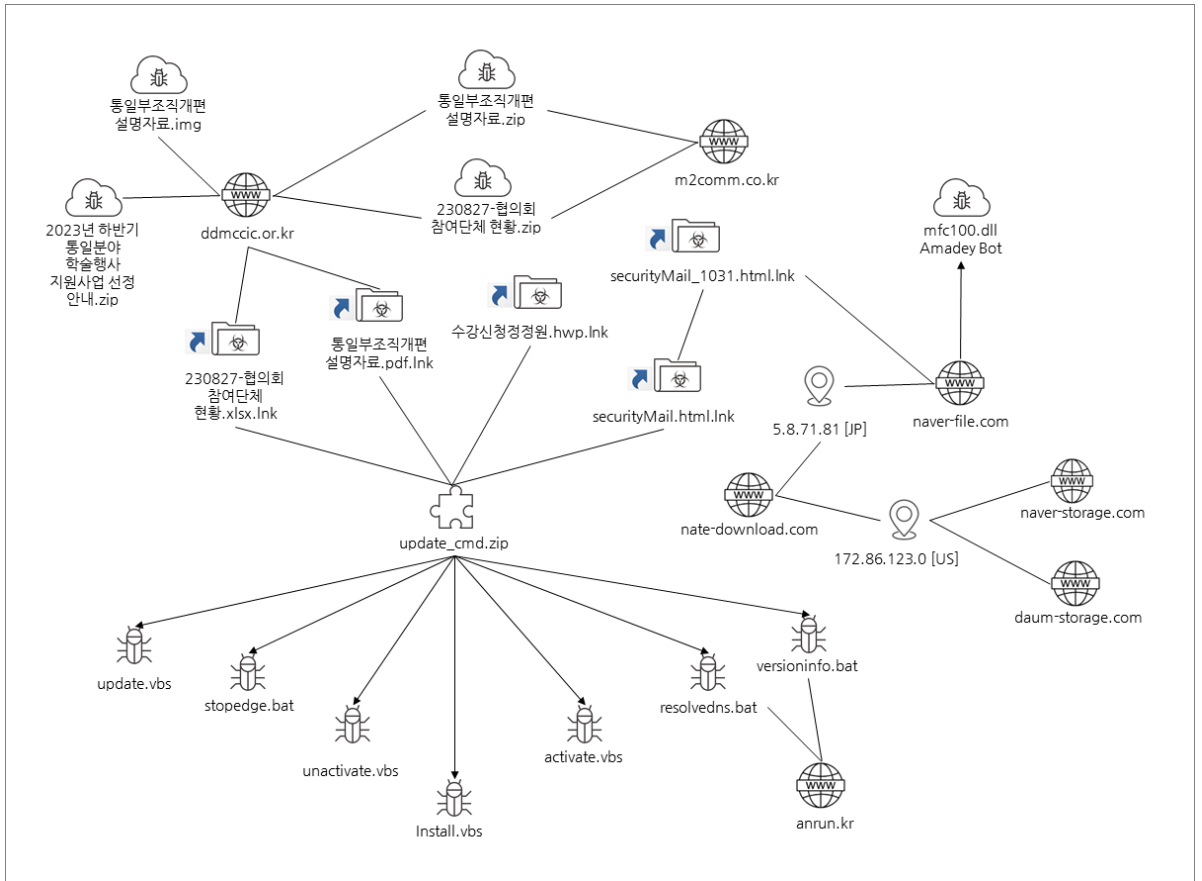 통일부조직개편
설명자료.img
통일부조직개편
설명자료.zip
WWW
m2comm.co.kr
WWW
ddmccic.or.kr
2023년 하반기
통일분야
학술행사
지원사업 선정
안내.zip
230827-협의회
참여단체 현황.zip
mfc100.dll
Amadey Bot
securityMail_1031.html.lnk
수강신청정정원.hwp.lnk
통일부조직개편
설명자료.pdf.lnk
230827-협의회
참여단체
현황.xlsx.lnk
securityMail.html.lnk
WWW
naver-file.com
5.8.71.81 [JP]
WWW
nate-download.com
172.86.123.0 [US]
WWW
naver-storage.com
WWW
daum-storage.com
update_cmd.zip
update.vbs
stopedge.bat
unactivate.vbs
Install.vbs
activate.vbs
resolvedns.bat
versioninfo.bat
WWW
anrun.kr